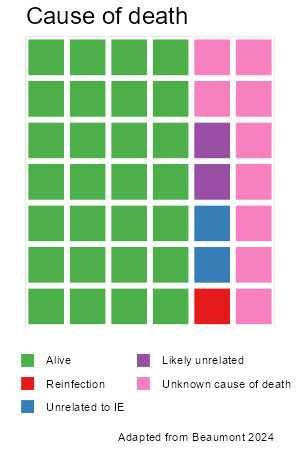 Cause of death
Alive
Likely unrelated
Reinfection
Unknown cause of death
Unrelated to IE
Adapted from Beaumont 2024